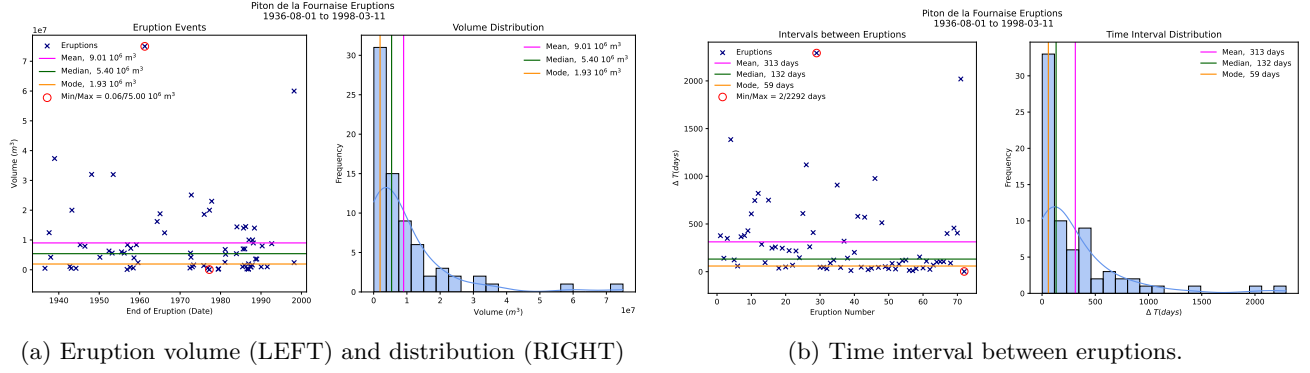 Piton de la Fournaise Eruptions
1936-08-01 to 1998-03-11
Eruption Events
1e7
Eruptions
Mean, 9.01 10⁶ m³
Median, 5.40 10⁶ m³
Mode, 1.93 10⁶ m³
Min/Max = 0.06/75.00 10⁶ m³
Volume (m³)
7
6
5
4
3
2
1
0
1940 1950 1960 1970 1980 1990 2000
End of Eruption (Date)
Volume Distribution
Mean, 9.01 10⁶ m³
Median, 5.40 10⁶ m³
Mode, 1.93 10⁶ m³
Frequency
30
25
20
15
10
5
0
0 1 2 3 4 5 6 7
Volume (m³)
1e7
(a) Eruption volume (LEFT) and distribution (RIGHT)
Piton de la Fournaise Eruptions
1936-08-01 to 1998-03-11
Intervals between Eruptions
Eruptions
Mean, 313 days
Median, 132 days
Mode, 59 days
Min/Max = 2/2292 days
Δ T(days)
2000
1500
1000
500
0
0 10 20 30 40 50 60 70
Eruption Number
Time Interval Distribution
Mean, 313 days
Median, 132 days
Mode, 59 days
Frequency
30
25
20
15
10
5
0
0 500 1000 1500 2000
Δ T(days)
(b) Time interval between eruptions.